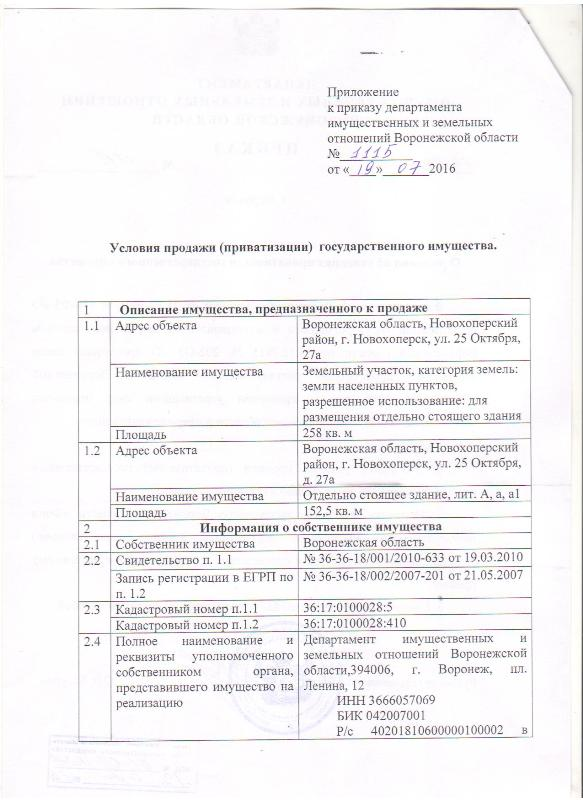 Приложение
к приказу департамента
имущественных и земельных
отношений Воронежской области
№ 1115
от «19» 07 2016
Условия продажи (приватизации) государственного имущества.
1 Описание имущества, предназначенного к продаже
1.1 Адрес объекта Воронежская область, Новохоперский
район, г. Новохоперск, ул. 25 Октября,
27а
Наименование имущества Земельный участок, категория земель:
земли населенных пунктов,
разрешенное использование: для
размещения отдельно стоящего здания
Площадь 258 кв. м
1.2 Адрес объекта Воронежская область, Новохоперский
район, г. Новохоперск, ул. 25 Октября,
д. 27а
Наименование имущества Отдельно стоящее здание, лит. А, а, а1
Площадь 152,5 кв. м
2 Информация о собственнике имущества
2.1 Собственник имущества Воронежская область
2.2 Свидетельство п. 1.1 № 36-36-18/001/2010-633 от 19.03.2010
Запись регистрации в ЕГРП по № 36-36-18/002/2007-201 от 21.05.2007
п. 1.2
2.3 Кадастровый номер п.1.1 36:17:0100028:5
Кадастровый номер п.1.2 36:17:0100028:410
2.4 Полное наименование и Департамент имущественных и
реквизиты уполномоченного земельных отношений Воронежской
собственником органа, области,394006, г. Воронеж, пл.
представившего имущество на Ленина, 12
реализацию ИНН 3666057069
БИК 042007001
Р/с 40201810600000100002 в